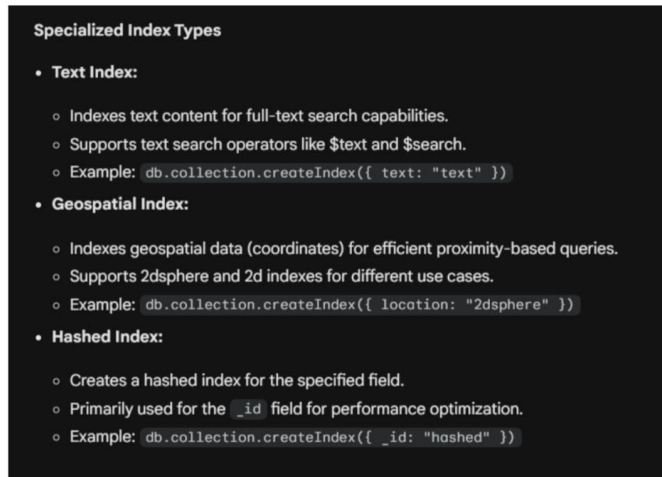 Specialized Index Types
• Text Index:
◦ Indexes text content for full-text search capabilities.
◦ Supports text search operators like $text and $search.
◦ Example: db.collection.createIndex({ text: "text" })
• Geospatial Index:
◦ Indexes geospatial data (coordinates) for efficient proximity-based queries.
◦ Supports 2dsphere and 2d indexes for different use cases.
◦ Example: db.collection.createIndex({ location: "2dsphere" })
• Hashed Index:
◦ Creates a hashed index for the specified field.
◦ Primarily used for the _id field for performance optimization.
◦ Example: db.collection.createIndex({ _id: "hashed" })